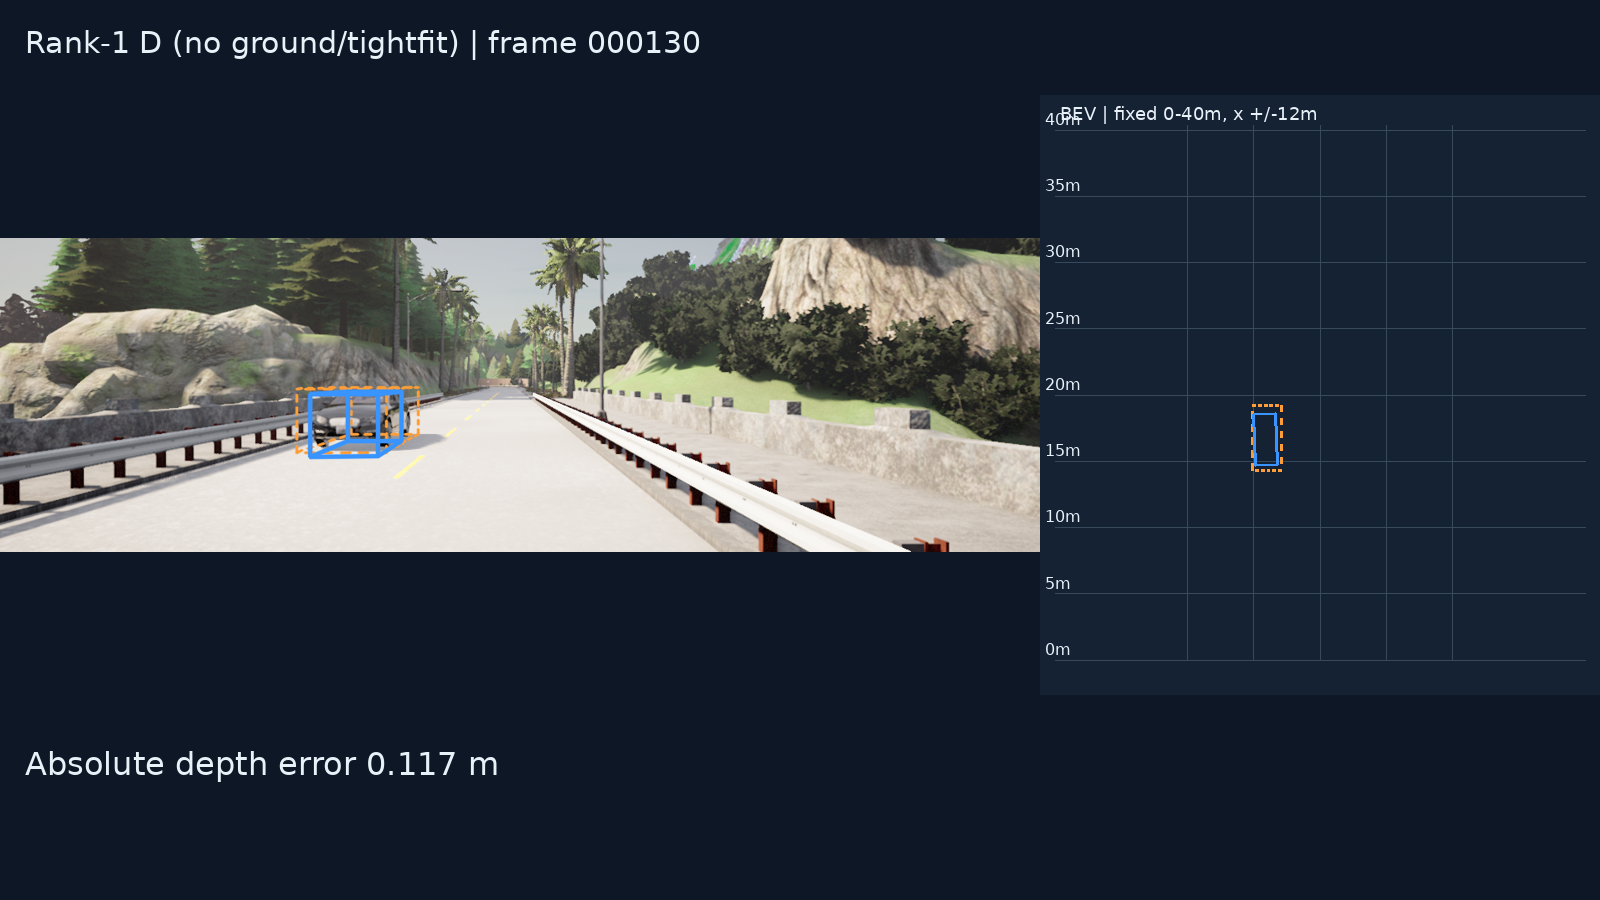 Rank-1 D (no ground/tightfit) | frame 000130
BEV | fixed 0-40m, x +/-12m
40m
35m
30m
25m
20m
15m
10m
5m
0m
Absolute depth error 0.117 m